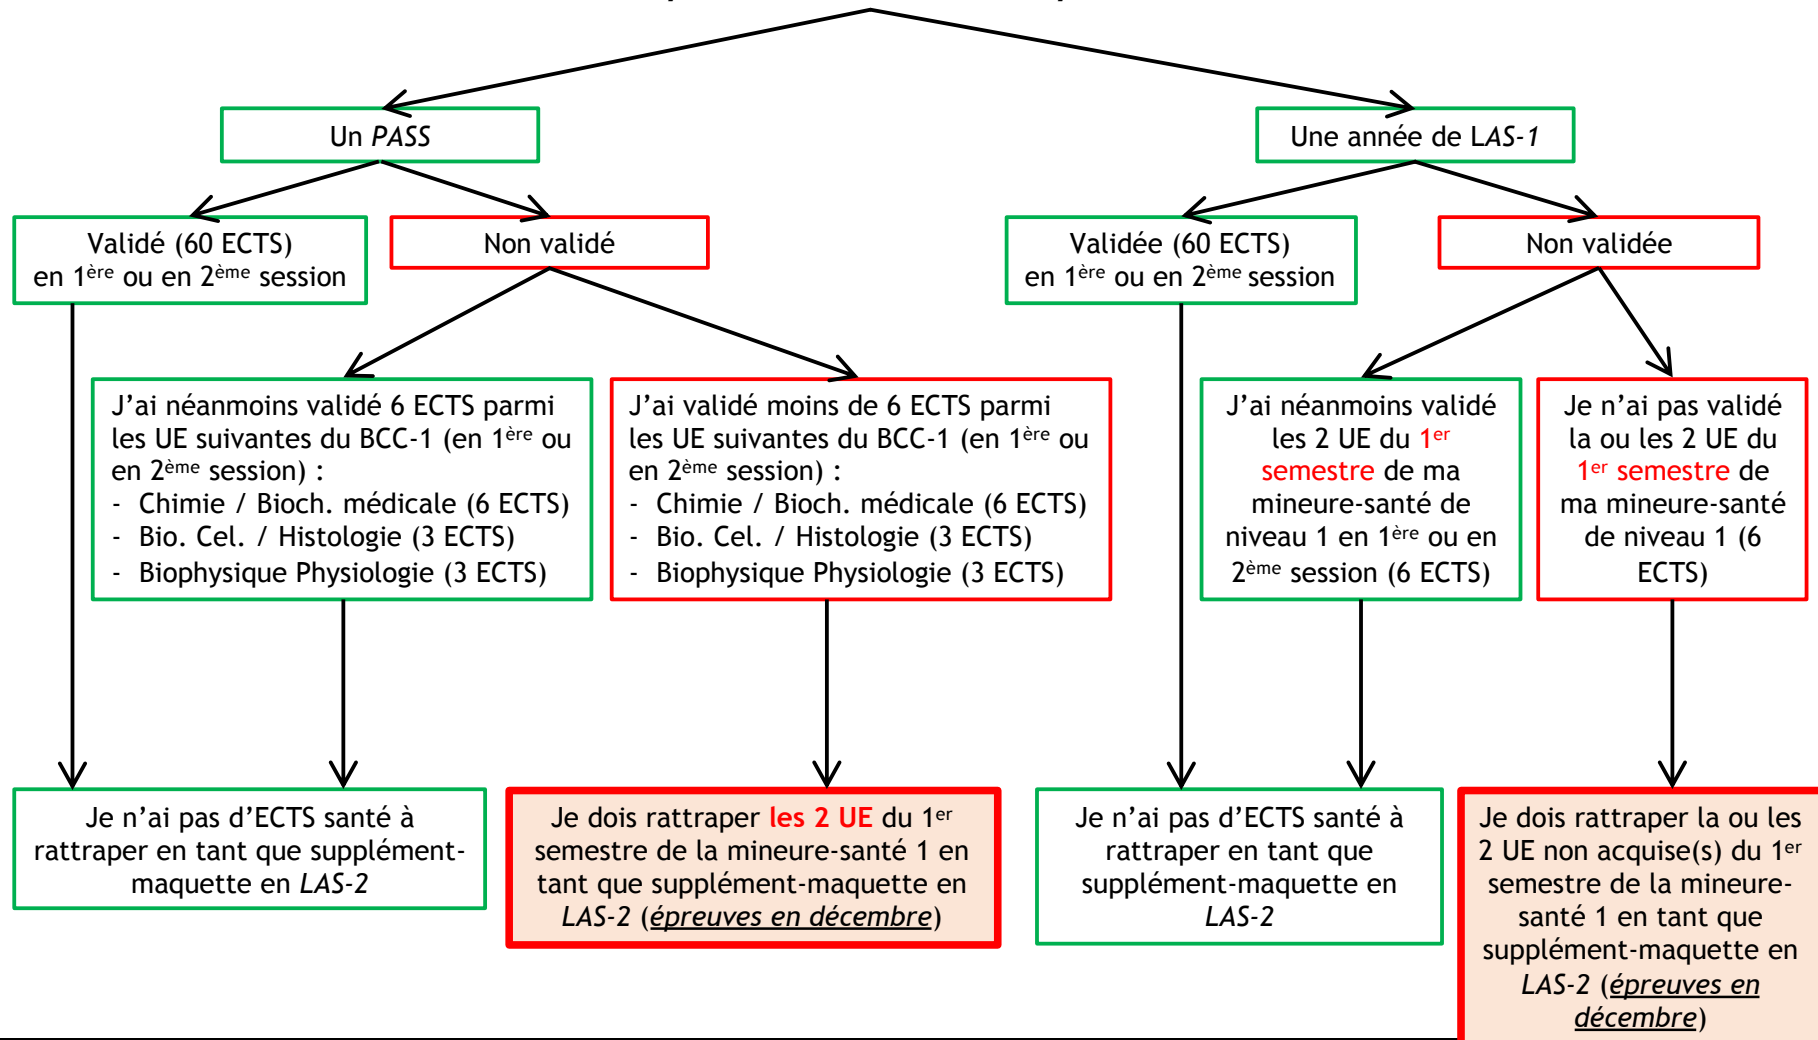 Un PASS
Une année de LAS-1
Validé (60 ECTS)
en 1ère ou en 2ème session
Non validé
Validée (60 ECTS)
en 1ère ou en 2ème session
Non validée
J’ai néanmoins validé 6 ECTS parmi
les UE suivantes du BCC-1 (en 1ère ou
en 2ème session) :
- Chimie / Bioch. médicale (6 ECTS)
- Bio. Cel. / Histologie (3 ECTS)
- Biophysique Physiologie (3 ECTS)
J’ai validé moins de 6 ECTS parmi
les UE suivantes du BCC-1 (en 1ère ou
en 2ème session) :
- Chimie / Bioch. médicale (6 ECTS)
- Bio. Cel. / Histologie (3 ECTS)
- Biophysique Physiologie (3 ECTS)
J’ai néanmoins validé
les 2 UE du 1er
semestre de ma
mineure-santé de
niveau 1 en 1ère ou en
2ème session (6 ECTS)
Je n’ai pas validé
la ou les 2 UE du
1er semestre de
ma mineure-santé
de niveau 1 (6
ECTS)
Je n’ai pas d’ECTS santé à
rattraper en tant que supplément-
maquette en LAS-2
Je dois rattraper les 2 UE du 1er
semestre de la mineure-santé 1 en
tant que supplément-maquette en
LAS-2 (épreuves en décembre)
Je n’ai pas d’ECTS santé à
rattraper en tant que
supplément-maquette en
LAS-2
Je dois rattraper la ou les
2 UE non acquise(s) du 1er
semestre de la mineure-
santé 1 en tant que
supplément-maquette en
LAS-2 (épreuves en
décembre)